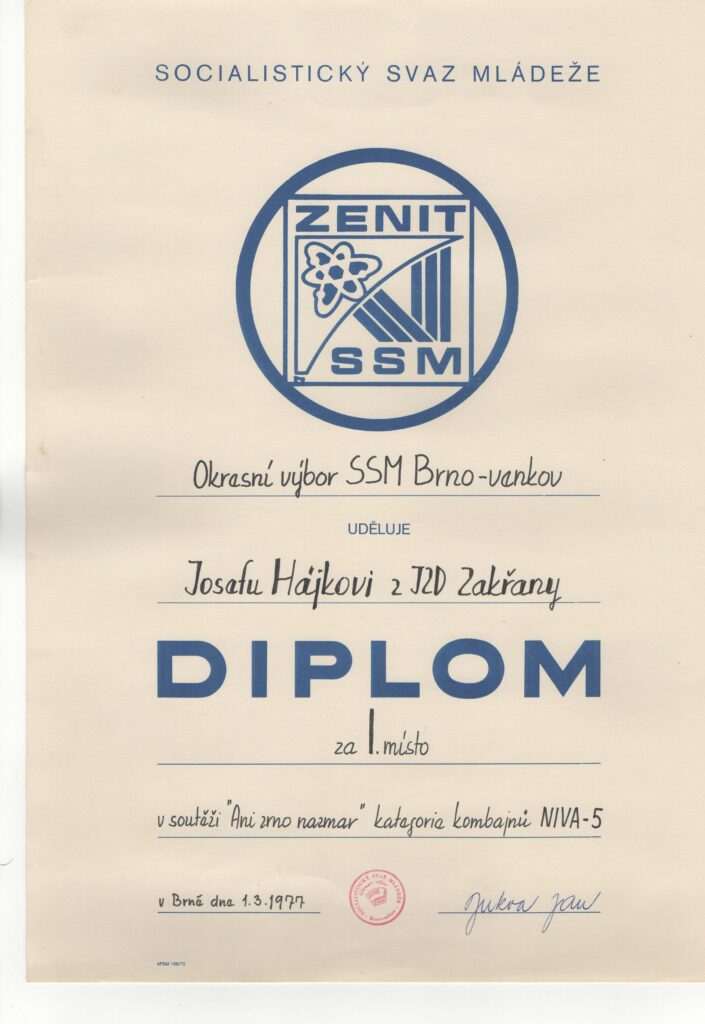 SOCIALISTICKÝ SVAZ MLÁDEŽE
ZENIT
SSM
Okresní výbor SSM Brno-venkov
UDĚLUJE
Josefu Hájkovi z JZD Zakřany
DIPLOM
za I. místo
v soutěži "Ani zrno nazmar" kategorie kombajnů NIVA-5
v Brně dne 1.3.1977